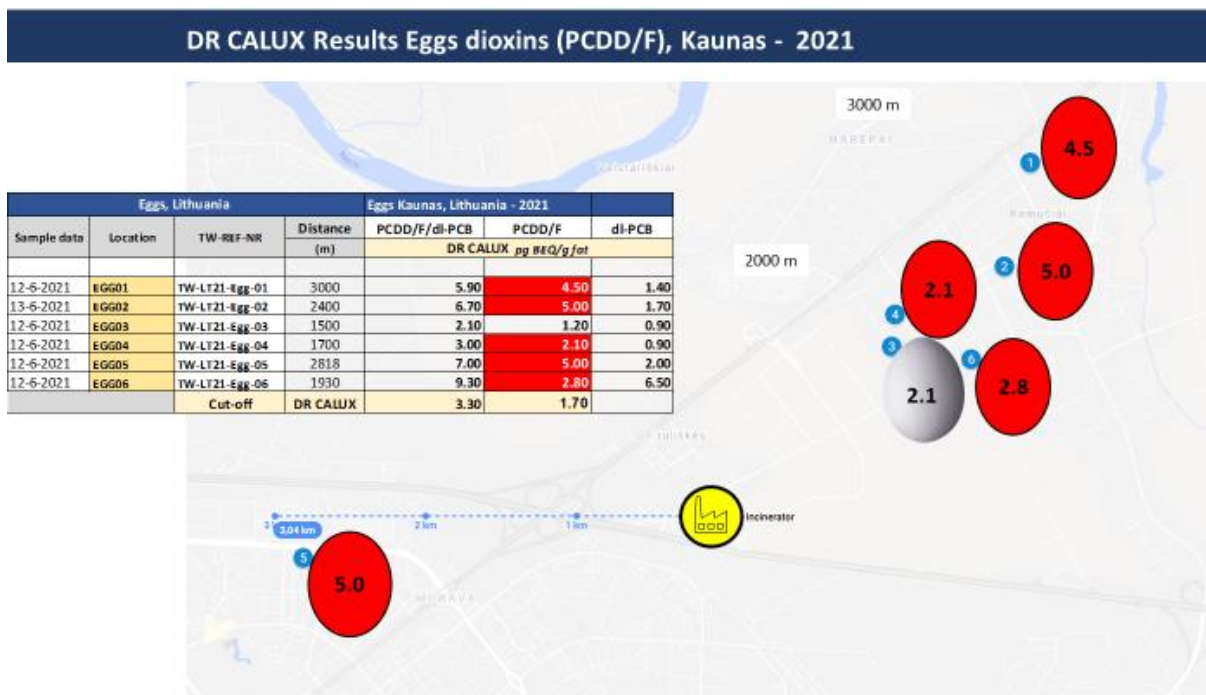 DR CALUX Results Eggs dioxins (PCDD/F), Kaunas - 2021
3000 m
4.5
1
Eggs, Lithuania Eggs Kaunas, Lithuania - 2021
Sample data Location TW-REF-NR Distance PCDD/F/dl-PCB PCDD/F dl-PCB
(m) DR CALUX pg BEQ/g fat
12-6-2021 EGG01 TW-LT21-Egg-01 3000 5.90 4.50 1.40
13-6-2021 EGG02 TW-LT21-Egg-02 2400 6.70 5.00 1.70
12-6-2021 EGG03 TW-LT21-Egg-03 1500 2.10 1.20 0.90
12-6-2021 EGG04 TW-LT21-Egg-04 1700 3.00 2.10 0.90
12-6-2021 EGG05 TW-LT21-Egg-05 2818 7.00 5.00 2.00
12-6-2021 EGG06 TW-LT21-Egg-06 1930 9.30 2.80 6.50
Cut-off DR CALUX 3.30 1.70
2000 m
2
5.0
2.1
4
3
6
2.1
2.8
Incinerator
3,04 km
2 km
1 km
5
5.0